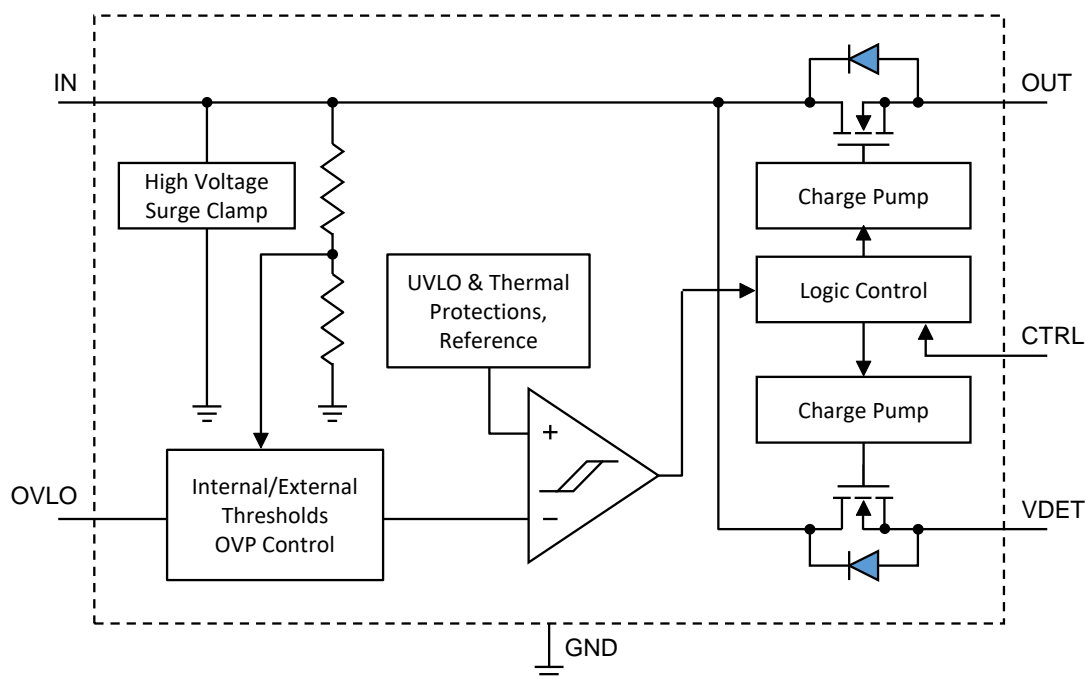 IN
OUT
High Voltage
Surge Clamp
Charge Pump
UVLO & Thermal
Protections,
Reference
Logic Control
CTRL
Charge Pump
+
OVLO
Internal/External
Thresholds
OVP Control
−
VDET
GND